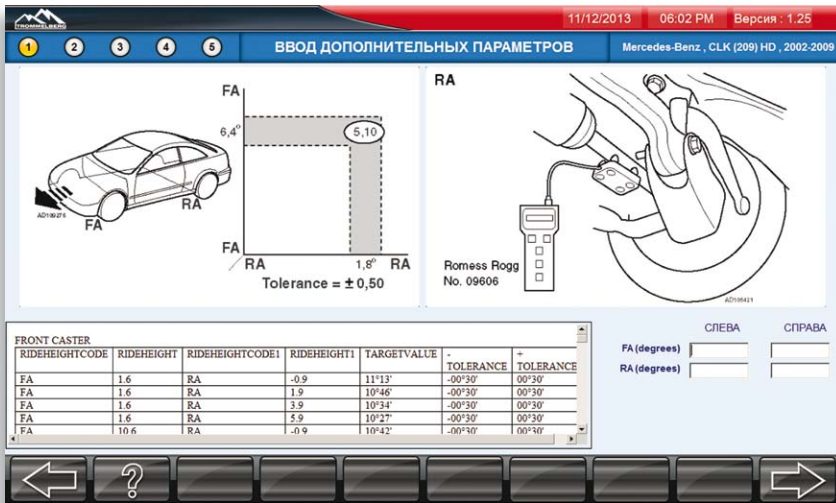 TROMMELBERG
11/12/2013 06:02 PM Версия : 1.25
1 2 3 4 5 ВВОД ДОПОЛНИТЕЛЬНЫХ ПАРАМЕТРОВ Mercedes-Benz , CLK (209) HD , 2002-2009
FA
6,4°
5,10
RA
FA
AD109276
FA
RA
1,8°
RA
Tolerance = ± 0,50
RA
Romess Rogg
No. 09606
AD105421
FRONT CASTER
RIDEHEIGHTCODE RIDEHEIGHT RIDEHEIGHTCODE1 RIDEHEIGHT1 TARGETVALUE - TOLERANCE + TOLERANCE
FA 1.6 RA -0.9 11°13' -00°30' 00°30'
FA 1.6 RA 1.9 10°46' -00°30' 00°30'
FA 1.6 RA 3.9 10°34' -00°30' 00°30'
FA 1.6 RA 5.9 10°27' -00°30' 00°30'
FA 10.6 RA -0.9 10°42' -00°30' 00°30'
СЛЕВА СПРАВА
FA (degrees)
RA (degrees)
?